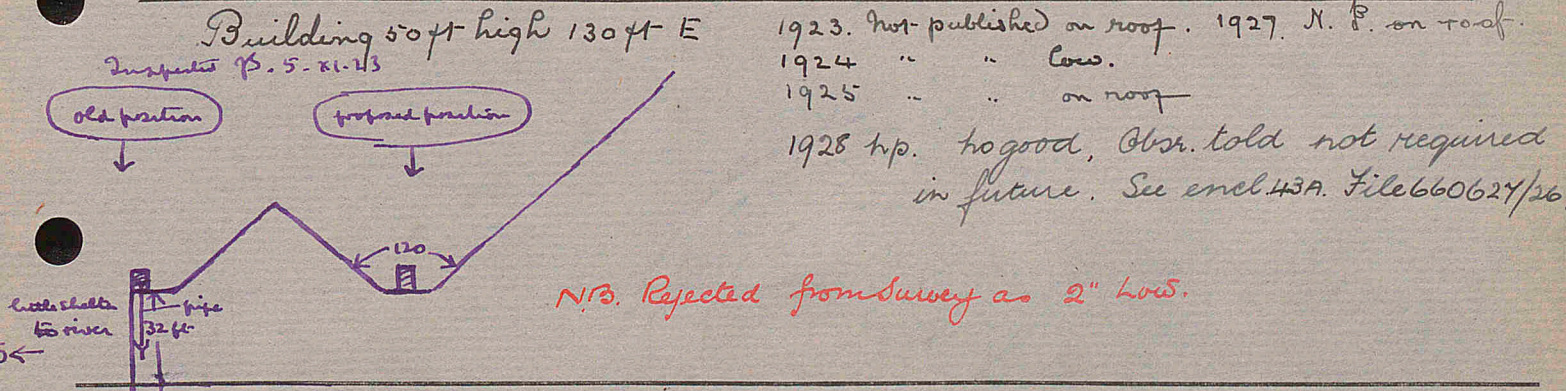 Building 50 ft high 130 ft E
Inspected P. 5-XI-23
old position
proposed position
120
little shelter
to river
pipe
32 ft
1923. Not published on roof. 1927. N. P. on roof.
1924 " " low.
1925 " " on roof
1928 np. No good, Obsr. told not required
in future. See encl. 43A. File 660627/26
N.B. Rejected from Survey as 2" Low.